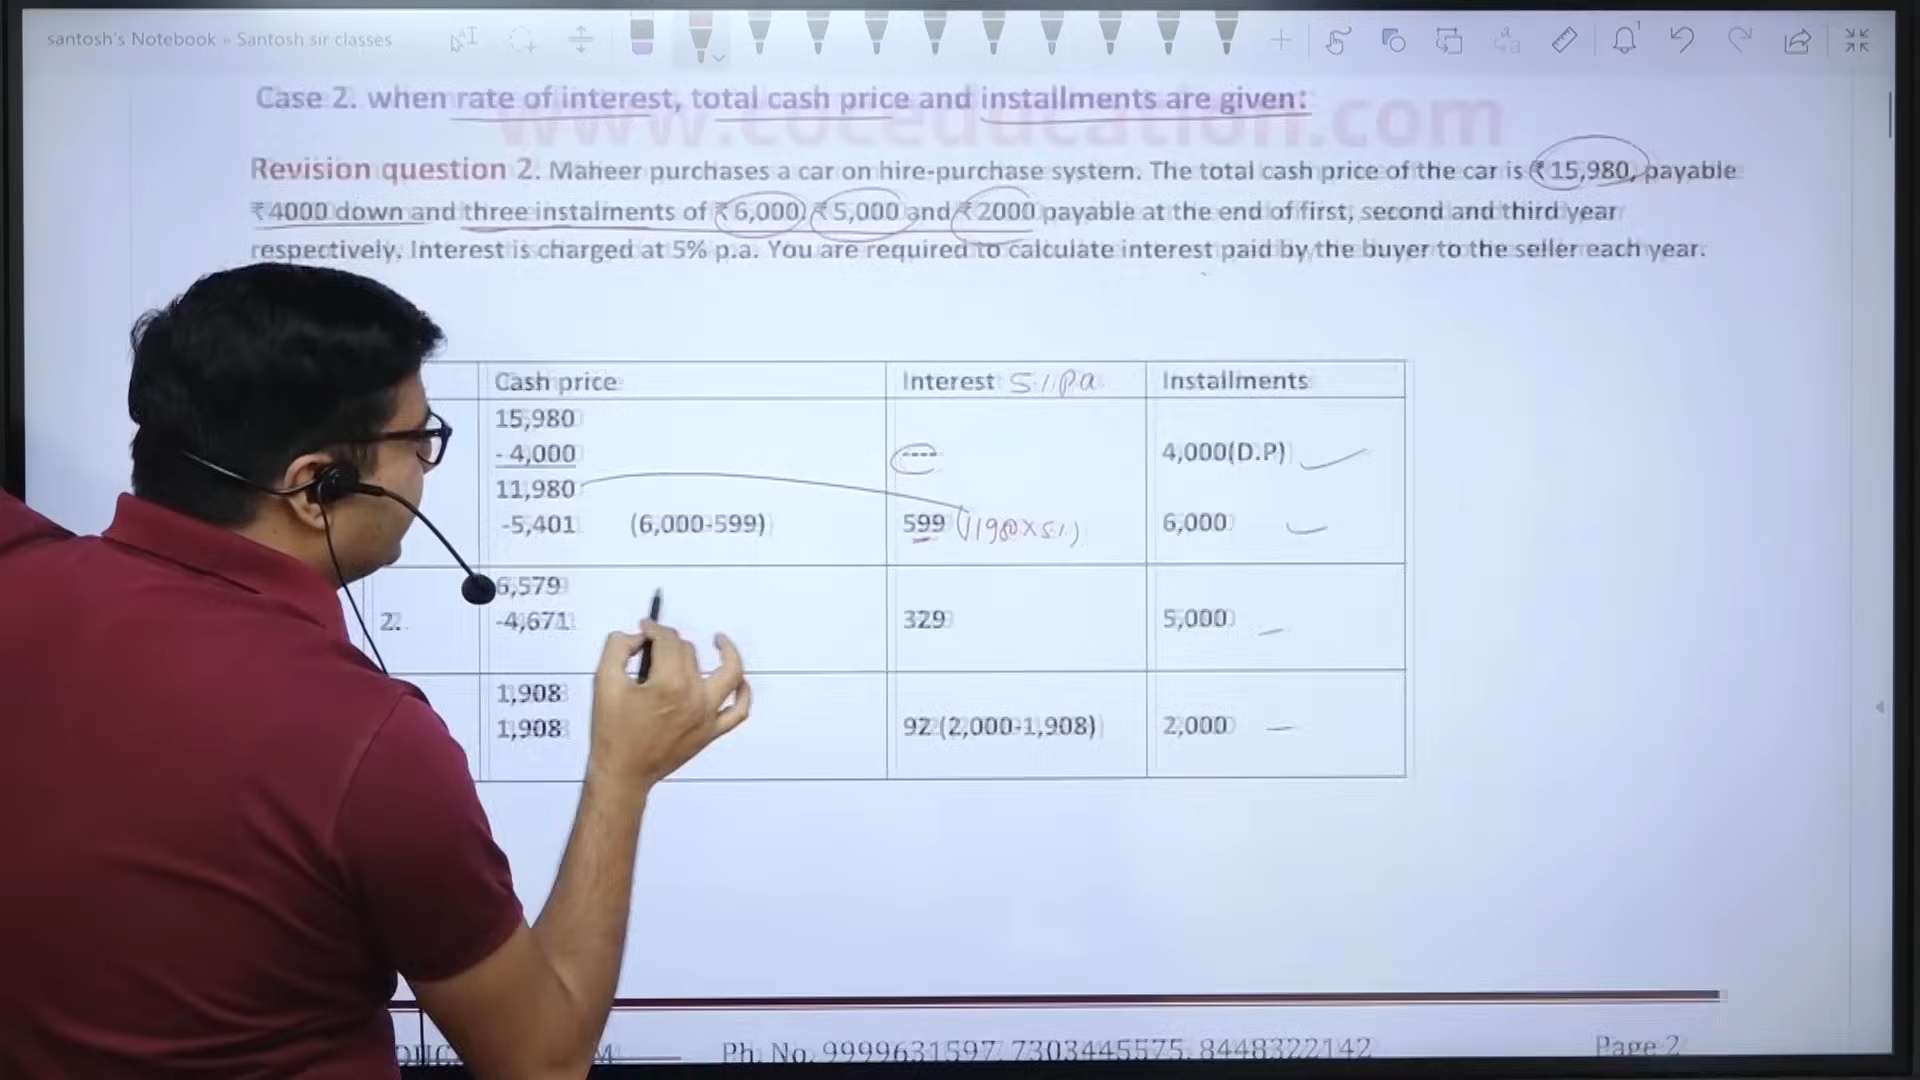 santosh's Notebook » Santosh sir classes
Case 2. when rate of interest, total cash price and installments are given:
www.coceducation.com
Revision question 2. Maheer purchases a car on hire-purchase system. The total cash price of the car is ₹15,980, payable
₹4000 down and three instalments of ₹6,000, ₹5,000 and ₹2000 payable at the end of first, second and third year
respectively. Interest is charged at 5% p.a. You are required to calculate interest paid by the buyer to the seller each year.
Cash price Interest 5% pa Installments
15,980
- 4,000 ---- 4,000(D.P)
11,980
-5,401 (6,000-599) 599 (11980x5%) 6,000
6,579
2. -4,671 329 5,000
1,908
1,908 92 (2,000-1,908) 2,000
Ph. No. 9999631597, 7303445575, 8448322142 Page 2